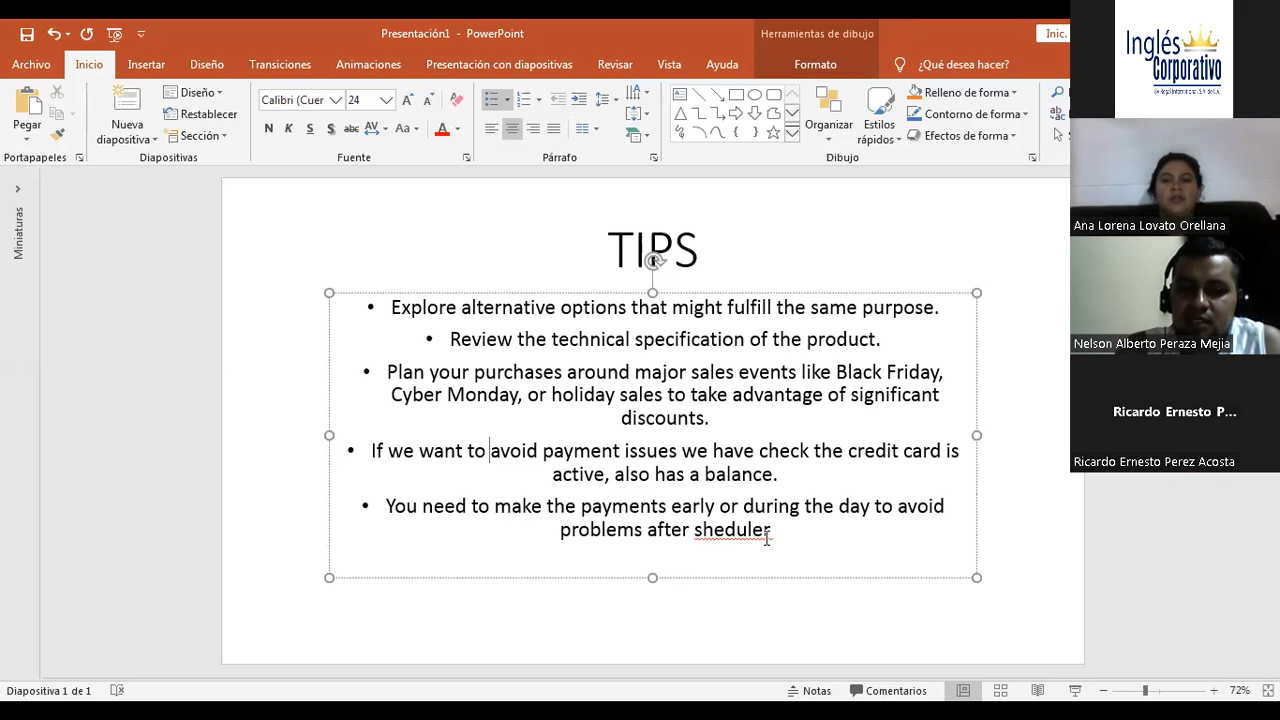 Presentación1 - PowerPoint
Herramientas de dibujo
Inic.
Archivo Inicio Insertar Diseño Transiciones Animaciones Presentación con diapositivas Revisar Vista Ayuda Formato ¿Qué desea hacer?
Pegar
Nueva diapositiva
Diseño
Restablecer
Sección
Calibri (Cuer 24
N K S abc AV Aa A
Organizar
Estilos rápidos
Relleno de forma
Contorno de forma
Efectos de forma
Portapapeles Diapositivas Fuente Párrafo Dibujo
Miniaturas
TIPS
• Explore alternative options that might fulfill the same purpose.
• Review the technical specification of the product.
• Plan your purchases around major sales events like Black Friday,
Cyber Monday, or holiday sales to take advantage of significant
discounts.
• If we want to avoid payment issues we have check the credit card is
active, also has a balance.
• You need to make the payments early or during the day to avoid
problems after sheduler
Diapositiva 1 de 1
Notas
Comentarios
72%
Inglés
Corporativo
Ana Lorena Lovato Orellana
Nelson Alberto Peraza Mejia
Ricardo Ernesto P...
Ricardo Ernesto Perez Acosta